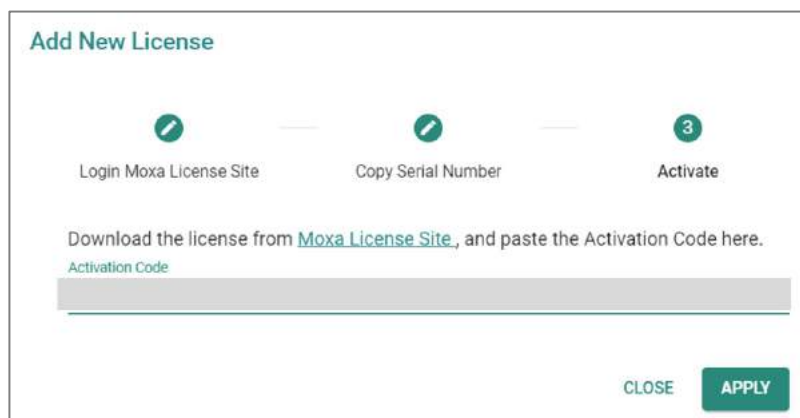 Add New License
3
Login Moxa License Site
Copy Serial Number
Activate
Download the license from Moxa License Site , and paste the Activation Code here.
Activation Code
CLOSE
APPLY